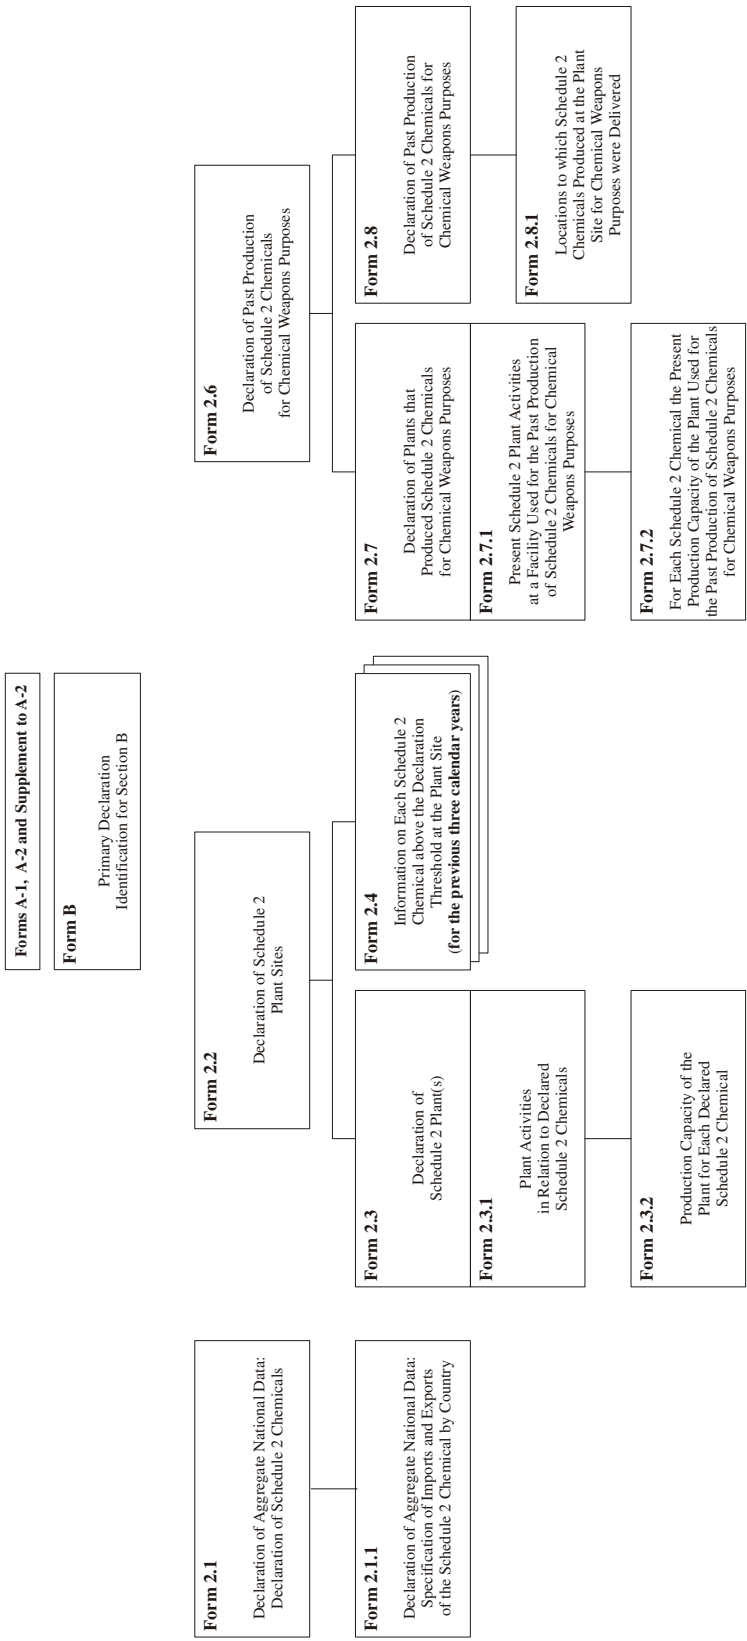 Forms A-1, A-2 and Supplement to A-2
Form B
Primary Declaration
Identification for Section B
Form 2.1
Declaration of Aggregate National Data:
Declaration of Schedule 2 Chemicals
Form 2.1.1
Declaration of Aggregate National Data:
Specification of Imports and Exports
of the Schedule 2 Chemical by Country
Form 2.2
Declaration of Schedule 2
Plant Sites
Form 2.3
Declaration of
Schedule 2 Plant(s)
Form 2.3.1
Plant Activities
in Relation to Declared
Schedule 2 Chemicals
Form 2.3.2
Production Capacity of the
Plant for Each Declared
Schedule 2 Chemical
Form 2.4
Information on Each Schedule 2
Chemical above the Declaration
Threshold at the Plant Site
(for the previous three calendar years)
Form 2.6
Declaration of Past Production
of Schedule 2 Chemicals
for Chemical Weapons Purposes
Form 2.7
Declaration of Plants that
Produced Schedule 2 Chemicals
for Chemical Weapons Purposes
Form 2.7.1
Present Schedule 2 Plant Activities
at a Facility Used for the Past Production
of Schedule 2 Chemicals for Chemical
Weapons Purposes
Form 2.7.2
For Each Schedule 2 Chemical the Present
Production Capacity of the Plant Used for
the Past Production of Schedule 2 Chemicals
for Chemical Weapons Purposes
Form 2.8
Declaration of Past Production
of Schedule 2 Chemicals for
Chemical Weapons Purposes
Form 2.8.1
Locations to which Schedule 2
Chemicals Produced at the Plant
Site for Chemical Weapons
Purposes were Delivered